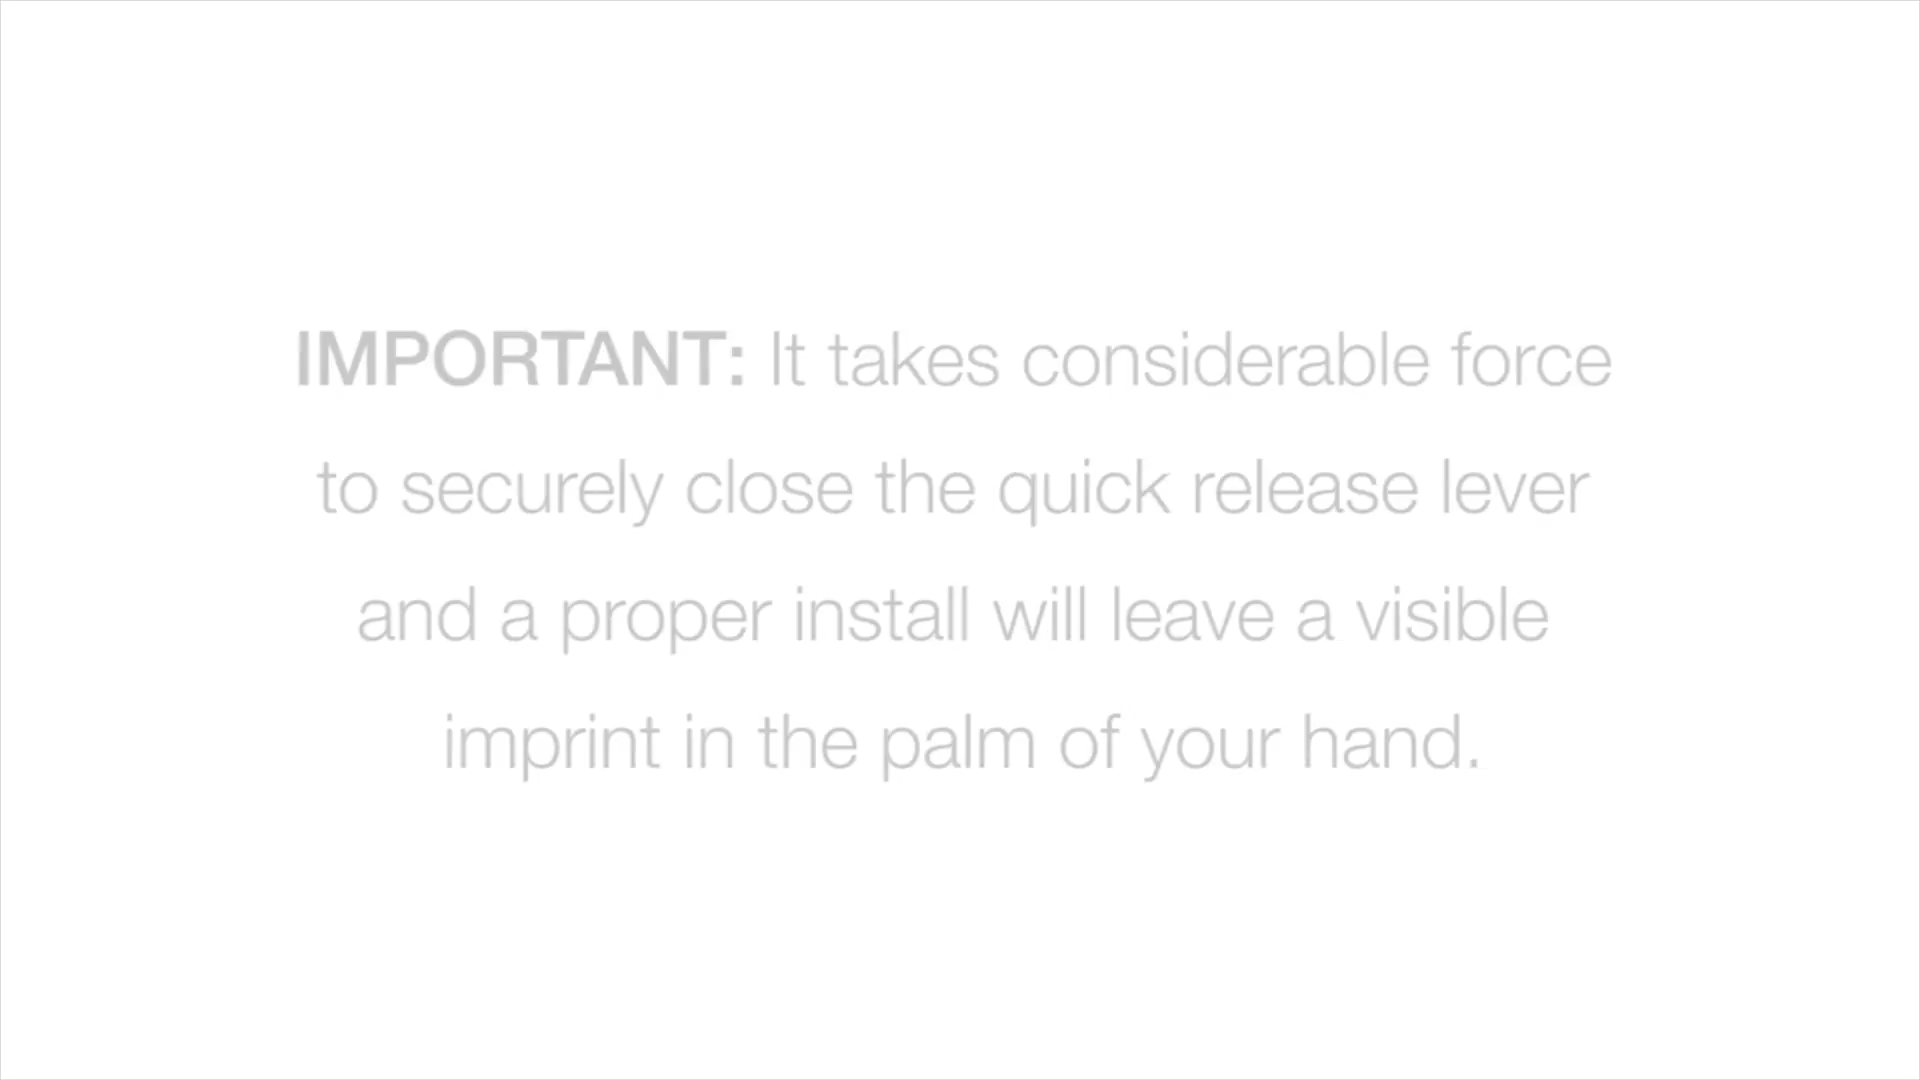 IMPORTANT: It takes considerable force
to securely close the quick release lever
and a proper install will leave a visible
imprint in the palm of your hand.